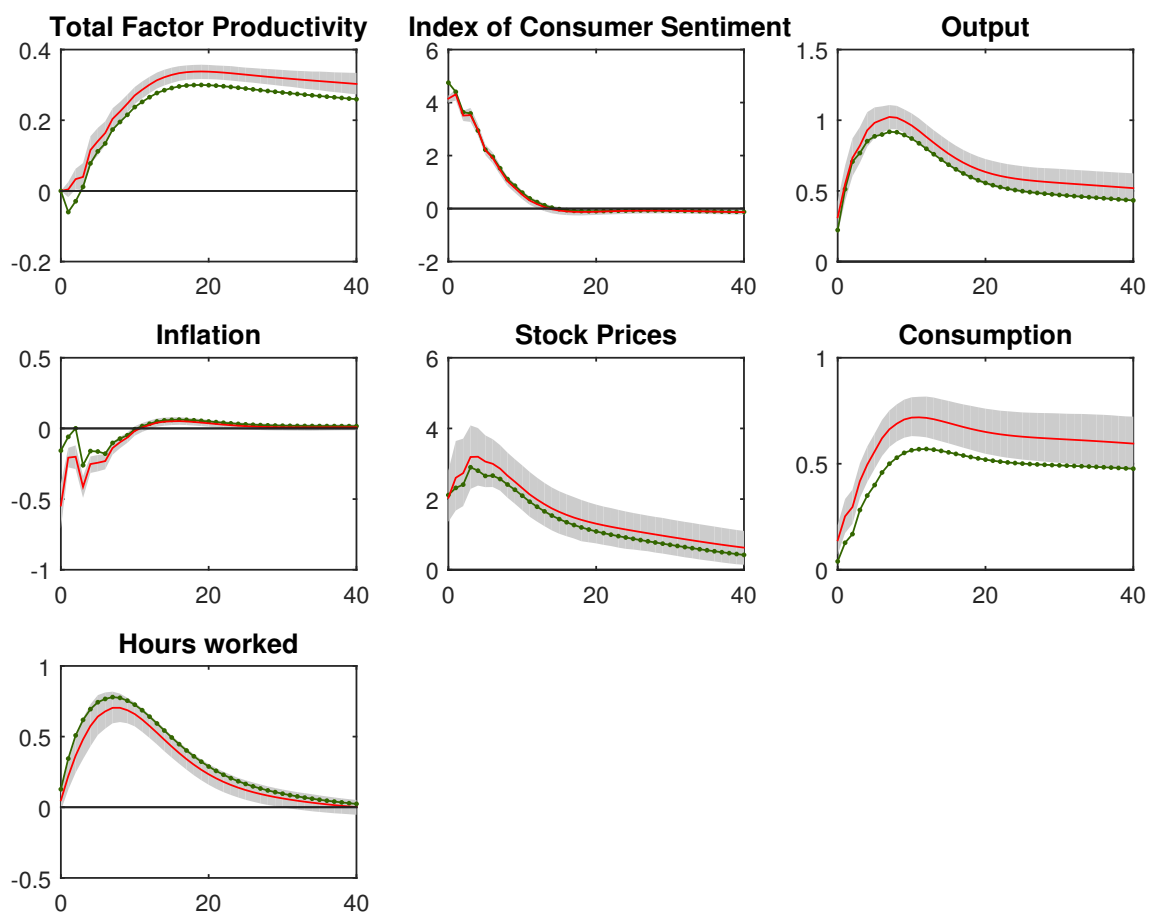 Total Factor Productivity
0.4
0.2
0
-0.2
0 20 40
Index of Consumer Sentiment
6
4
2
0
-2
0 20 40
Output
1.5
1
0.5
0
0 20 40
Inflation
0.5
0
-0.5
-1
0 20 40
Stock Prices
6
4
2
0
0 20 40
Consumption
1
0.5
0
0 20 40
Hours worked
1
0.5
0
-0.5
0 20 40